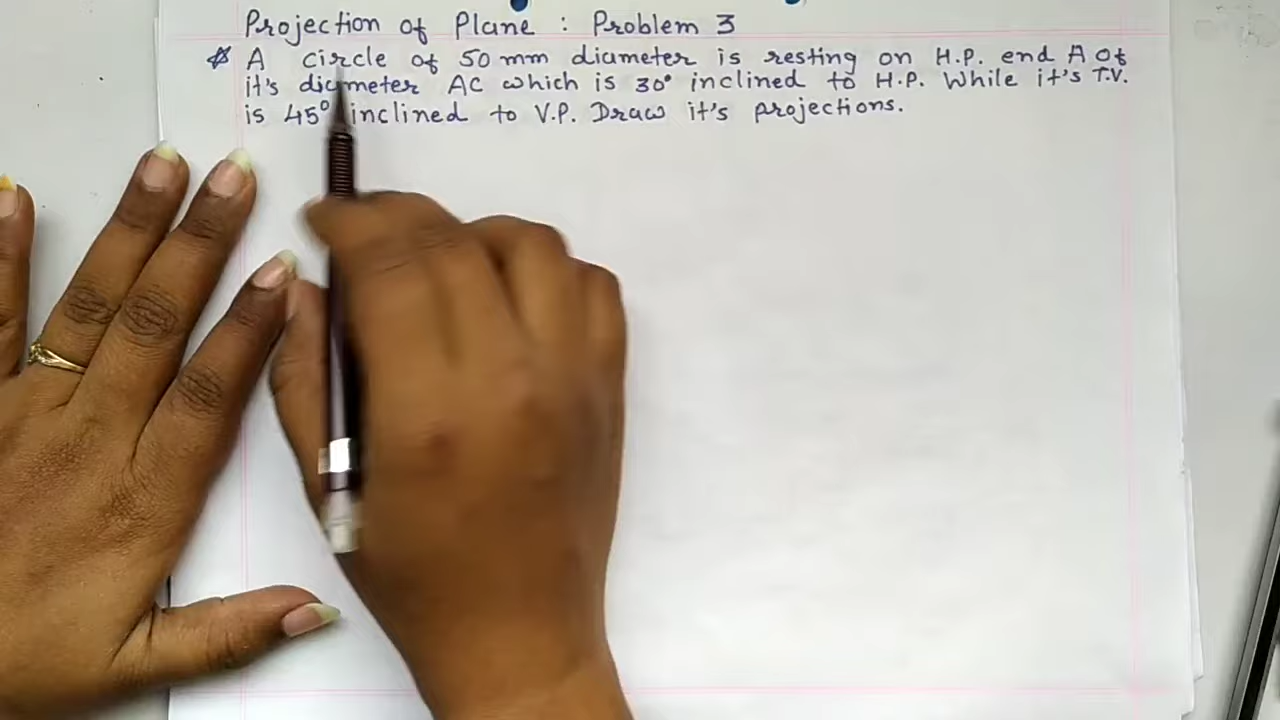 Projection of Plane : Problem 3
A circle of 50 mm diameter is resting on H.P. end A of
it's diameter AC which is 30° inclined to H.P. While it's T.V.
is 45° inclined to V.P. Draw it's projections.